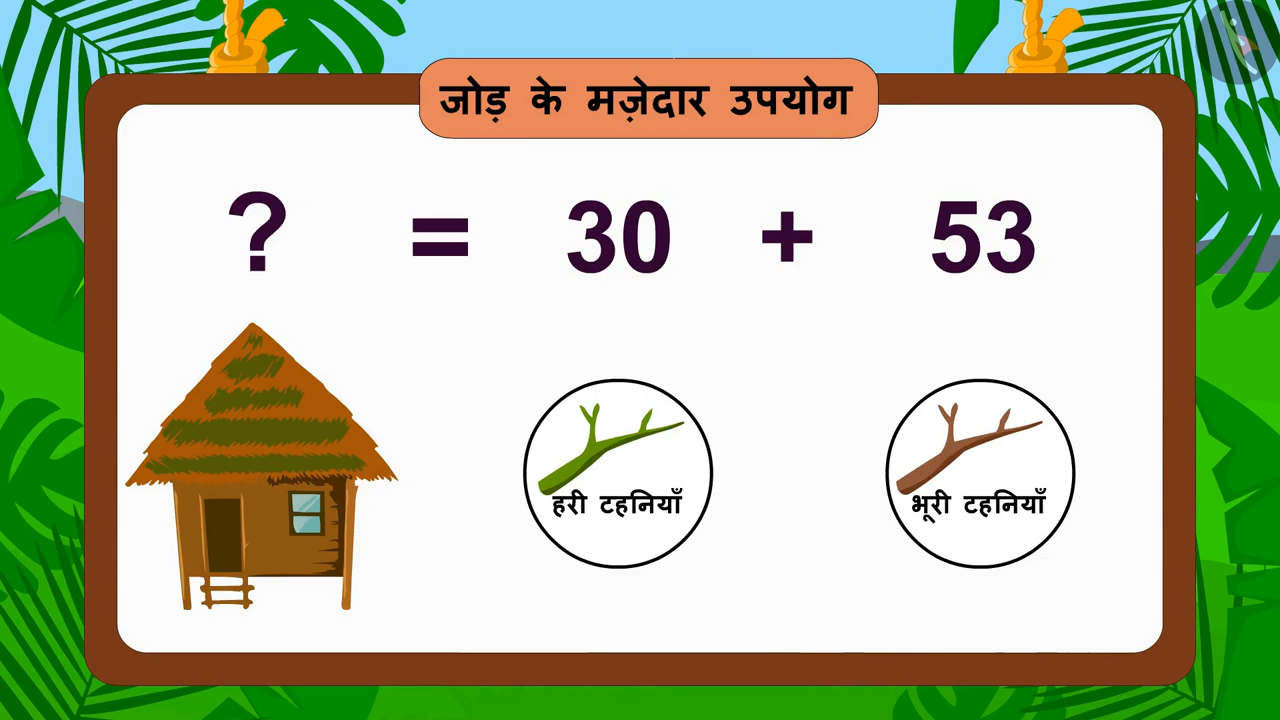 जोड़ के मज़ेदार उपयोग
? = 30 + 53
हरी टहनियाँ
भूरी टहनियाँ